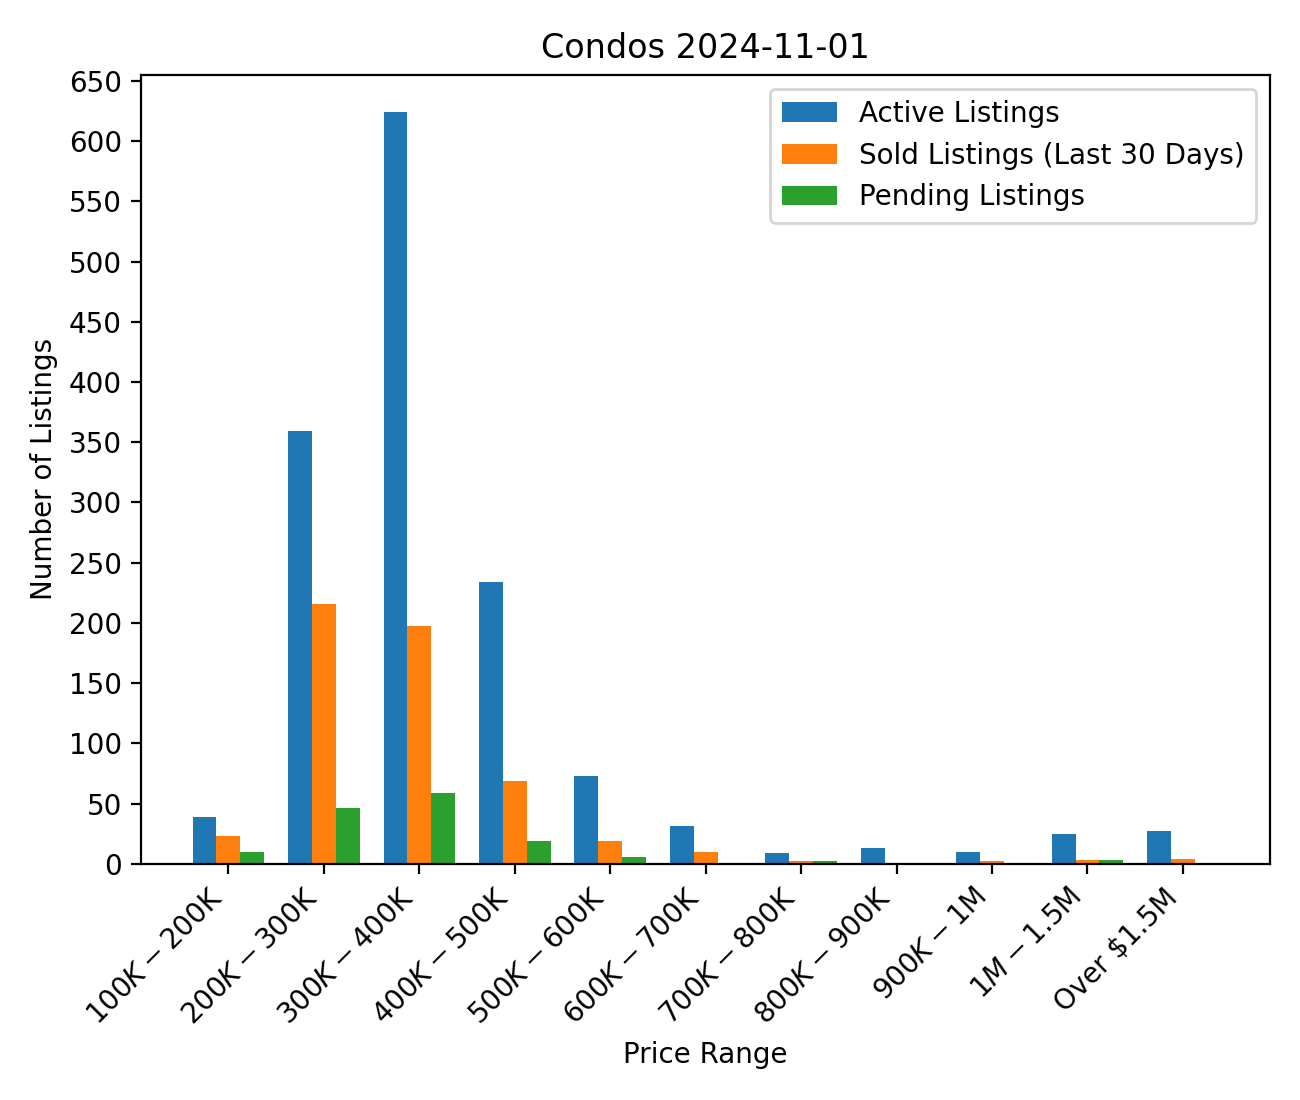 Condos 2024-11-01
650
600
550
500
450
400
350
300
250
200
150
100
50
0
Number of Listings
Active Listings
Sold Listings (Last 30 Days)
Pending Listings
100K − 200K
200K − 300K
300K − 400K
400K − 500K
500K − 600K
600K − 700K
700K − 800K
800K − 900K
900K − 1M
1M − 1.5M
Over $1.5M
Price Range